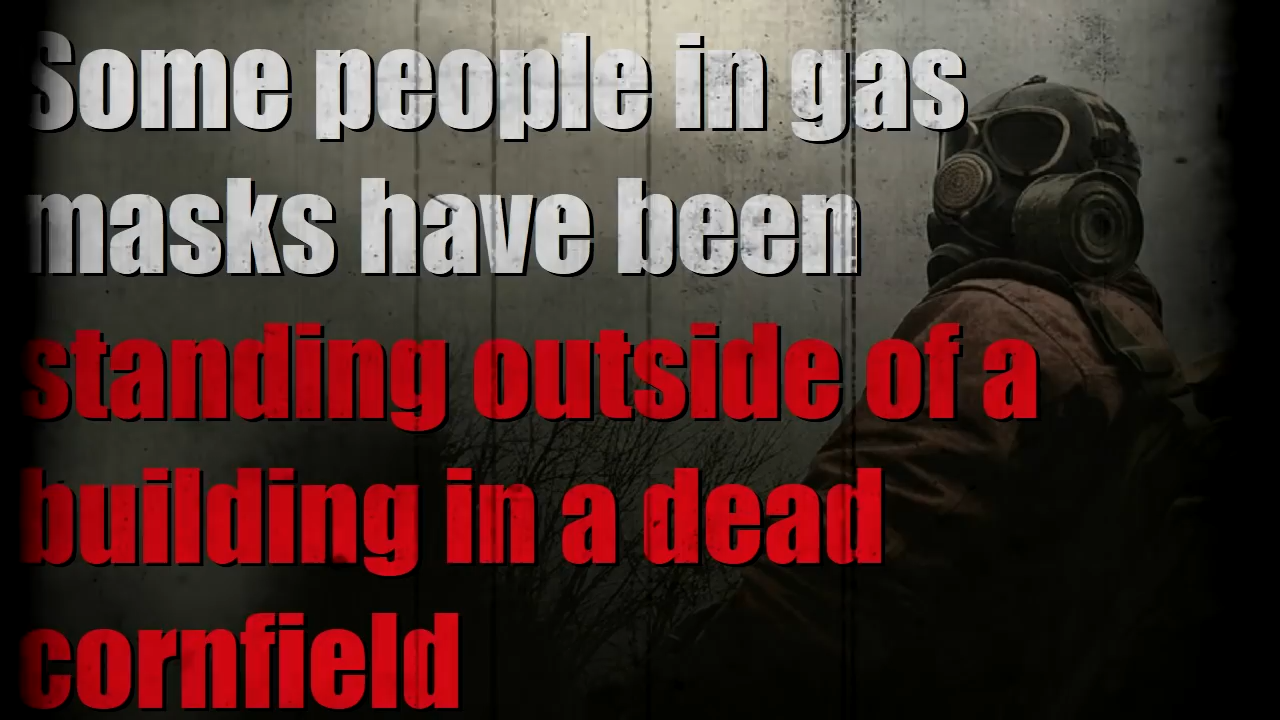 Some people in gas
masks have been
standing outside of a
building in a dead
cornfield